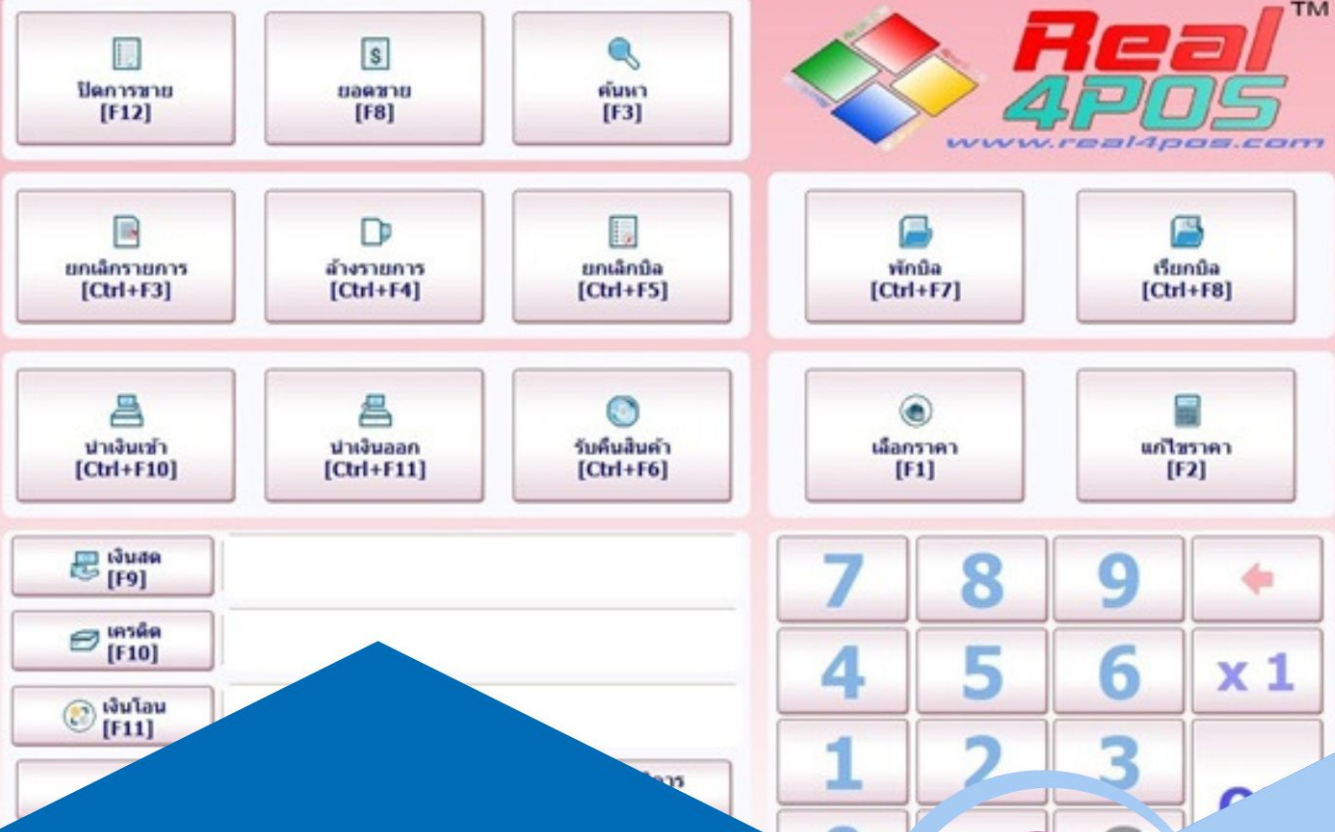 ปิดการขาย
[F12]
ยอดขาย
[F8]
ค้นหา
[F3]
Real™
4POS
www.real4pos.com
ยกเลิกรายการ
[Ctrl+F3]
ล้างรายการ
[Ctrl+F4]
ยกเลิกบิล
[Ctrl+F5]
พักบิล
[Ctrl+F7]
เรียกบิล
[Ctrl+F8]
นำเงินเข้า
[Ctrl+F10]
นำเงินออก
[Ctrl+F11]
รับคืนสินค้า
[Ctrl+F6]
เลือกราคา
[F1]
แก้ไขราคา
[F2]
เงินสด
[F9]
เครดิต
[F10]
เงินโอน
[F11]
7 8 9
4 5 6 x 1
1 2 3